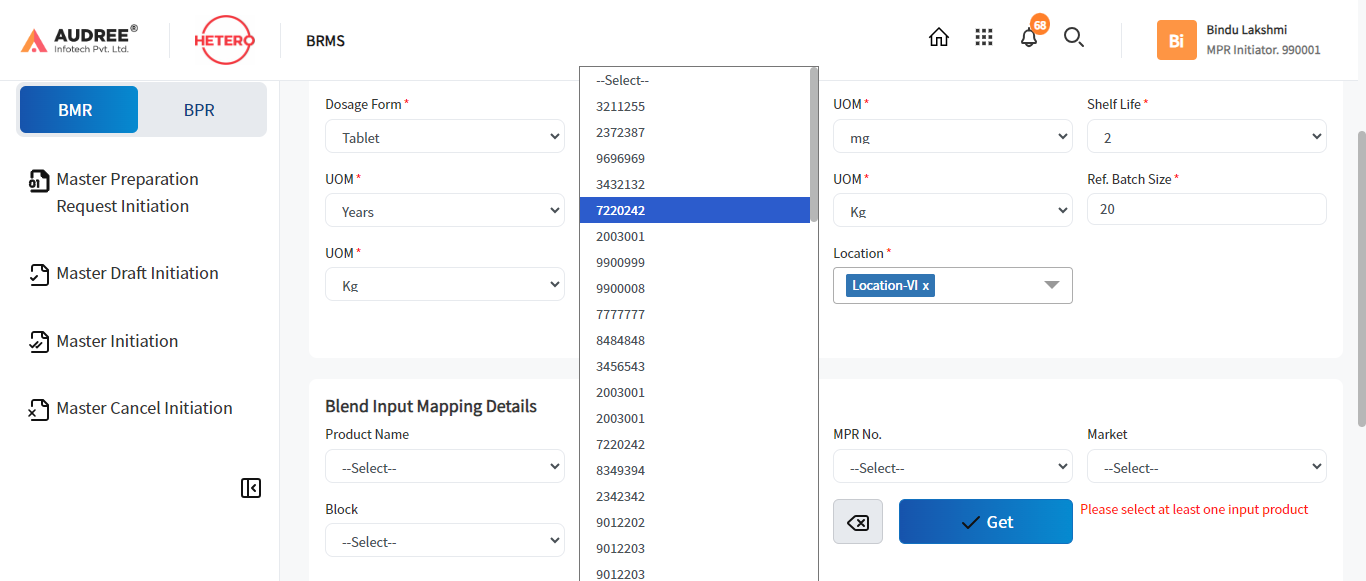 AUDREE®
Infotech Pvt. Ltd.
HETERO
BRMS
68
Bi
Bindu Lakshmi
MPR Initiator. 990001
BMR
BPR
Master Preparation
Request Initiation
Master Draft Initiation
Master Initiation
Master Cancel Initiation
Dosage Form *
Tablet
UOM *
mg
Shelf Life *
2
UOM *
Years
UOM *
Kg
Ref. Batch Size *
20
UOM *
Kg
Location *
Location-VI x
--Select--
3211255
2372387
9696969
3432132
7220242
2003001
9900999
9900008
7777777
8484848
3456543
2003001
2003001
7220242
8349394
2342342
9012202
9012203
9012203
Blend Input Mapping Details
Product Name
--Select--
MPR No.
--Select--
Market
--Select--
Block
--Select--
Get
Please select at least one input product